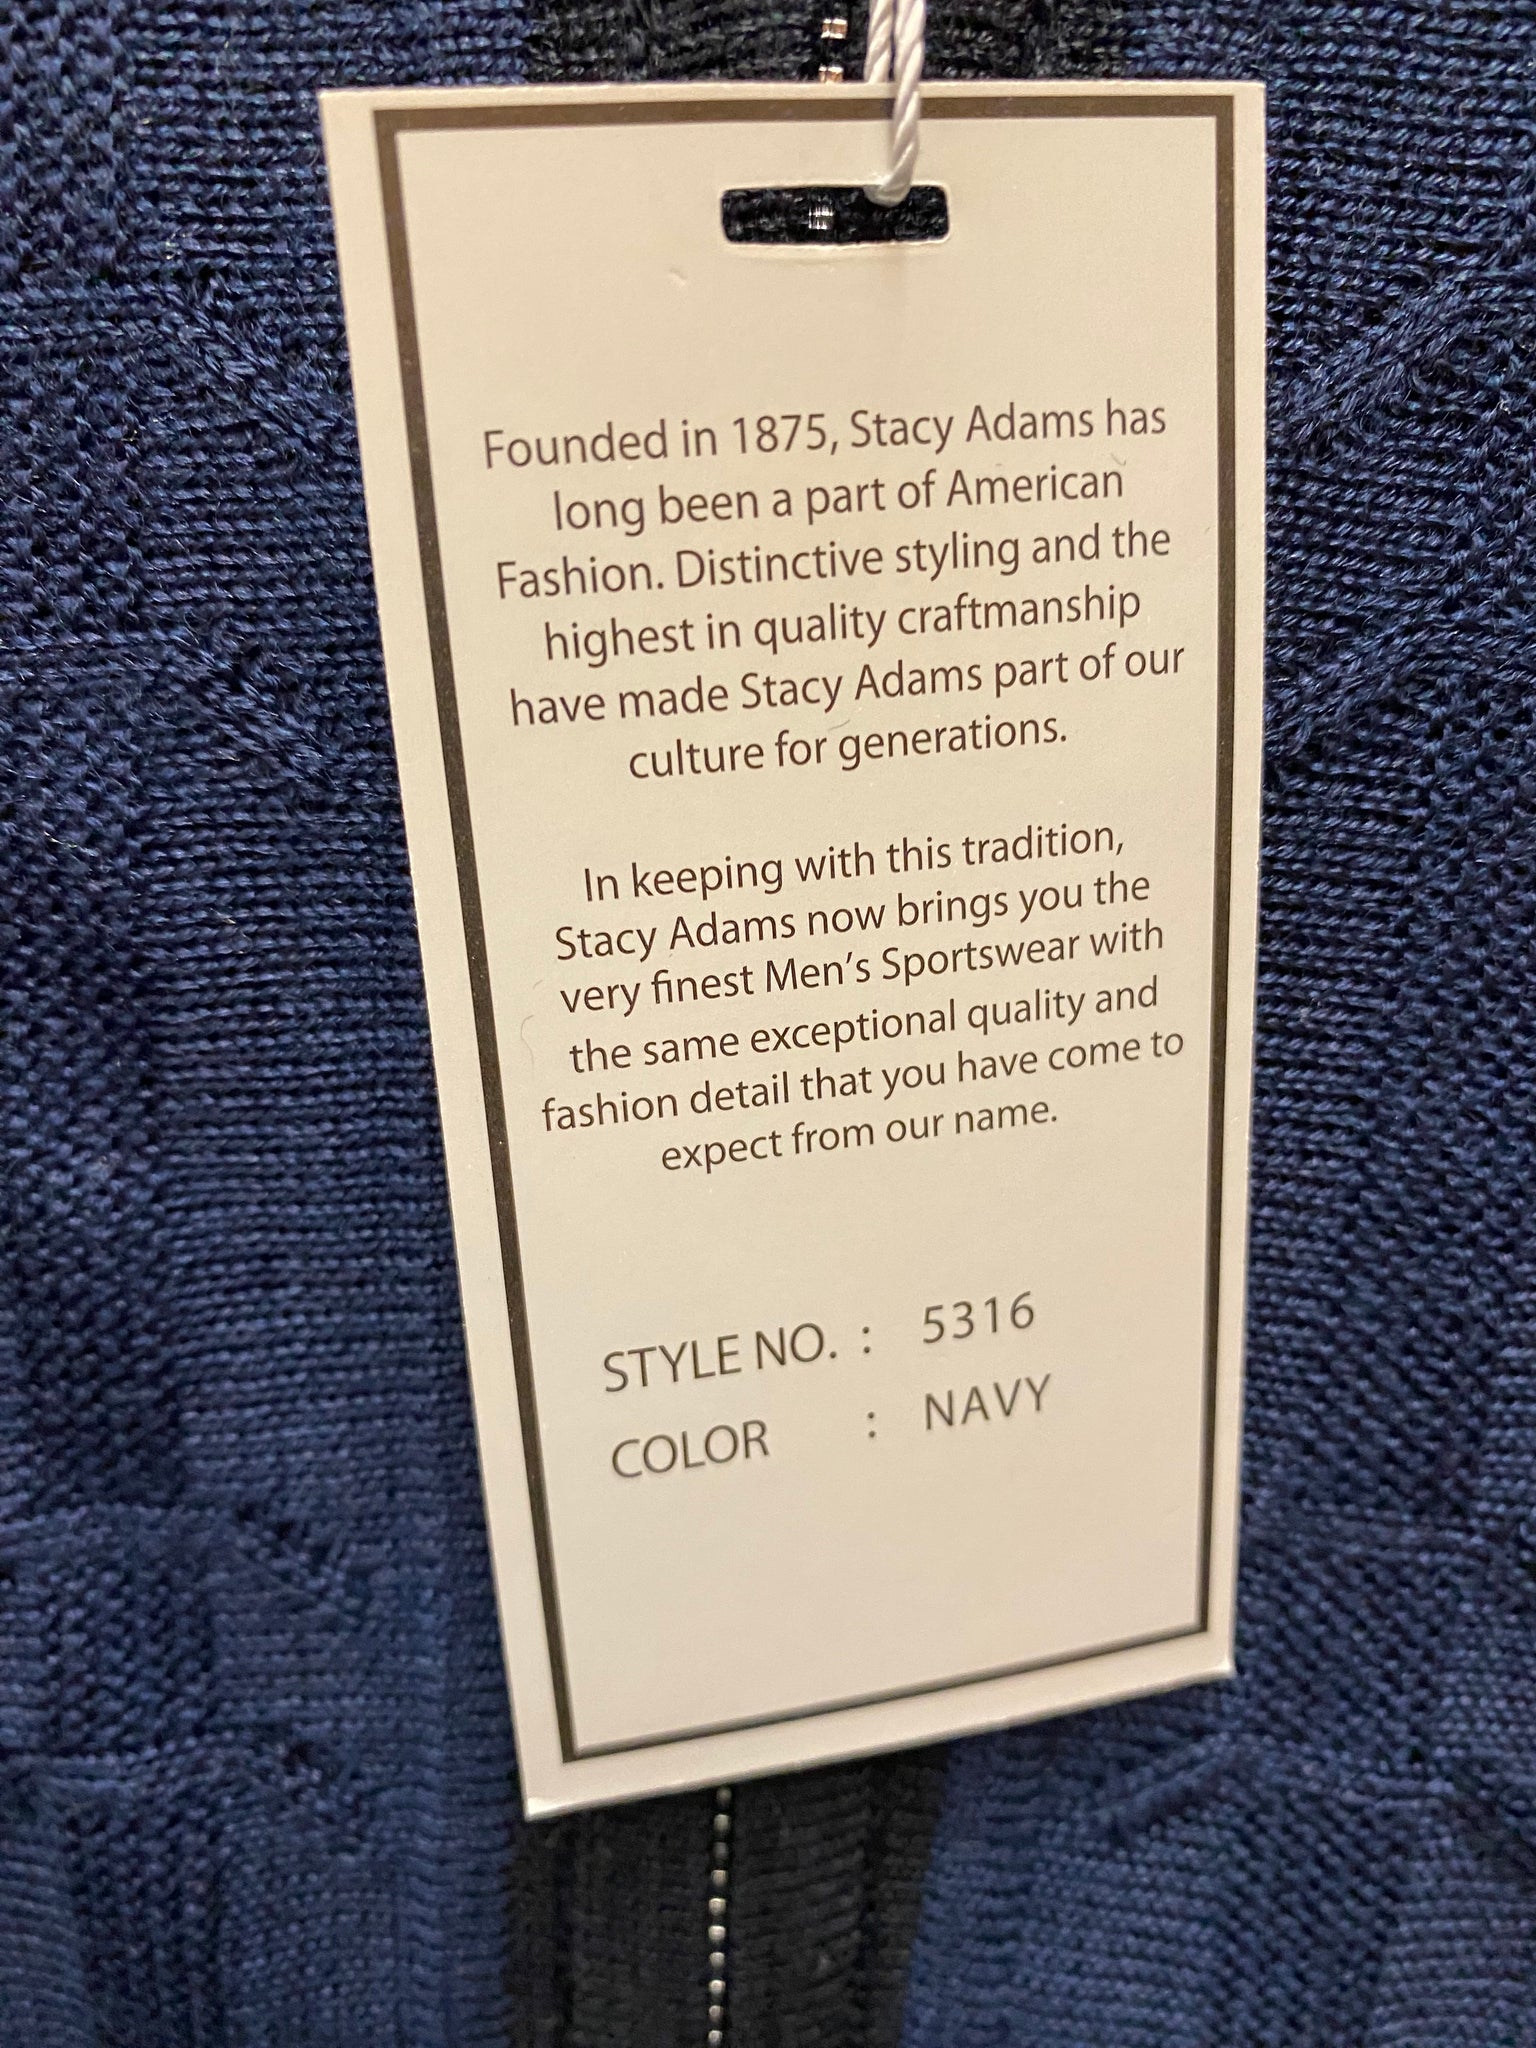 Founded in 1875, Stacy Adams has
long been a part of American
Fashion. Distinctive styling and the
highest in quality craftmanship
have made Stacy Adams part of our
culture for generations.
In keeping with this tradition,
Stacy Adams now brings you the
very finest Men's Sportswear with
the same exceptional quality and
fashion detail that you have come to
expect from our name.
STYLE NO. : 5316
COLOR : NAVY